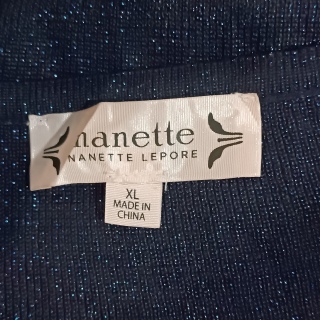 nanette
NANETTE LEPORE
XL
MADE IN
CHINA